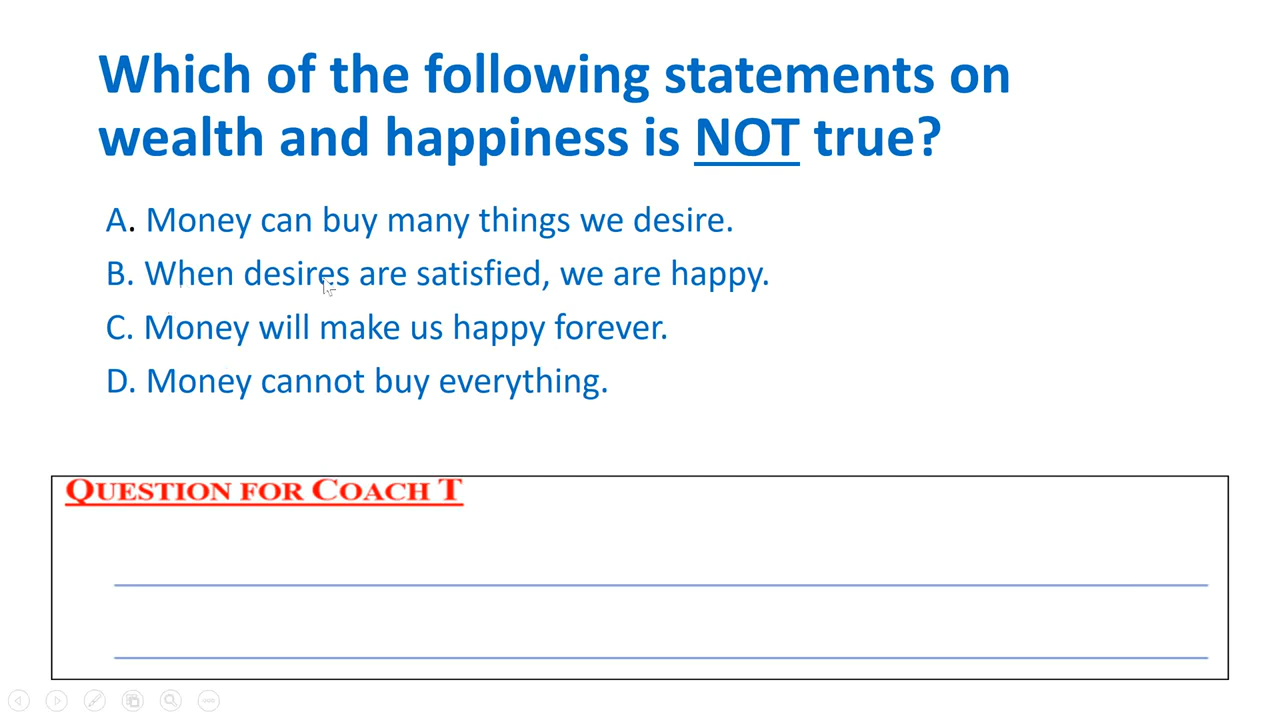 Which of the following statements on
wealth and happiness is NOT true?
A. Money can buy many things we desire.
B. When desires are satisfied, we are happy.
C. Money will make us happy forever.
D. Money cannot buy everything.
QUESTION FOR COACH T